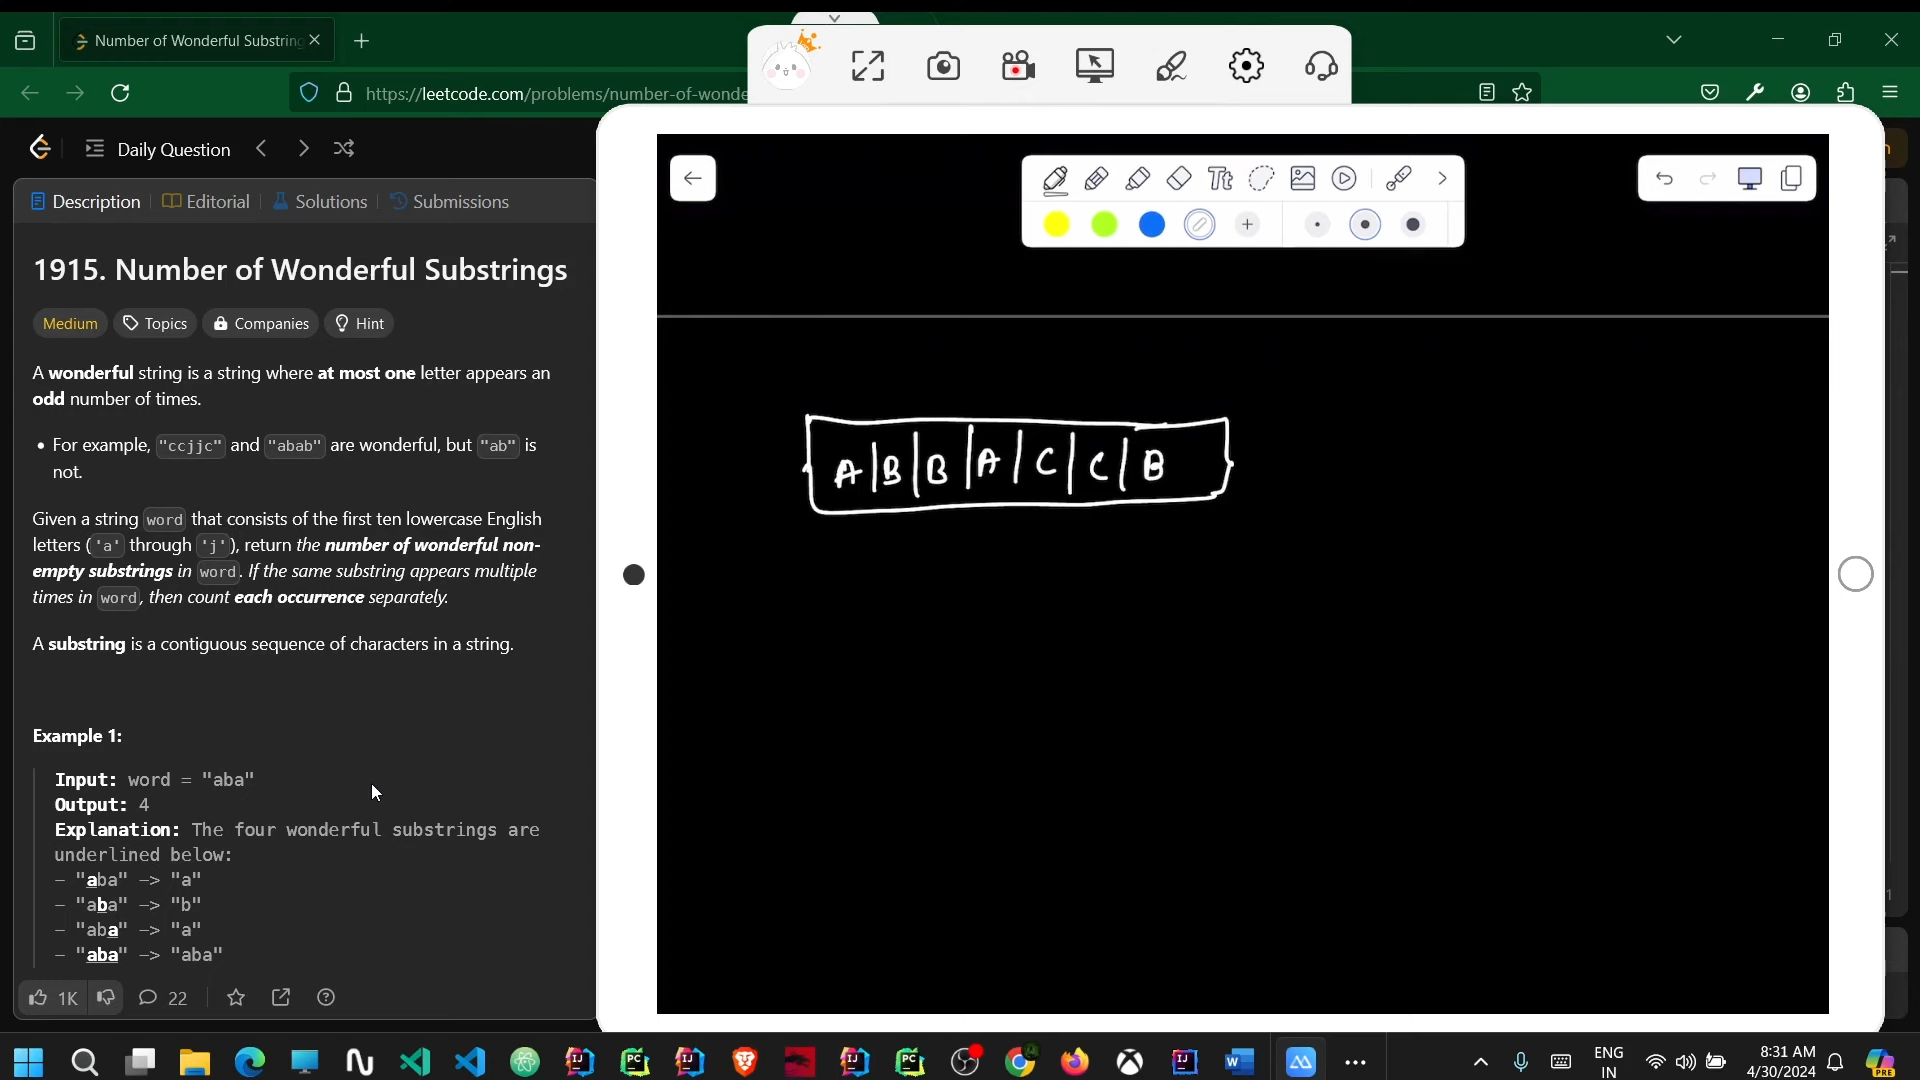 Number of Wonderful Substring
https://leetcode.com/problems/number-of-wonde
Daily Question
Description
Editorial
Solutions
Submissions
1915. Number of Wonderful Substrings
Medium
Topics
Companies
Hint
A wonderful string is a string where at most one letter appears an
odd number of times.
• For example, "ccjjc" and "abab" are wonderful, but "ab" is
not.
Given a string word that consists of the first ten lowercase English
letters ('a' through 'j'), return the number of wonderful non-
empty substrings in word. If the same substring appears multiple
times in word, then count each occurrence separately.
A substring is a contiguous sequence of characters in a string.
Example 1:
Input: word = "aba"
Output: 4
Explanation: The four wonderful substrings are
underlined below:
- "aba" -> "a"
- "aba" -> "b"
- "aba" -> "a"
- "aba" -> "aba"
1K
22
Tt
A|B|B|A|C|C|B
ENG
IN
8:31 AM
4/30/2024
PRE